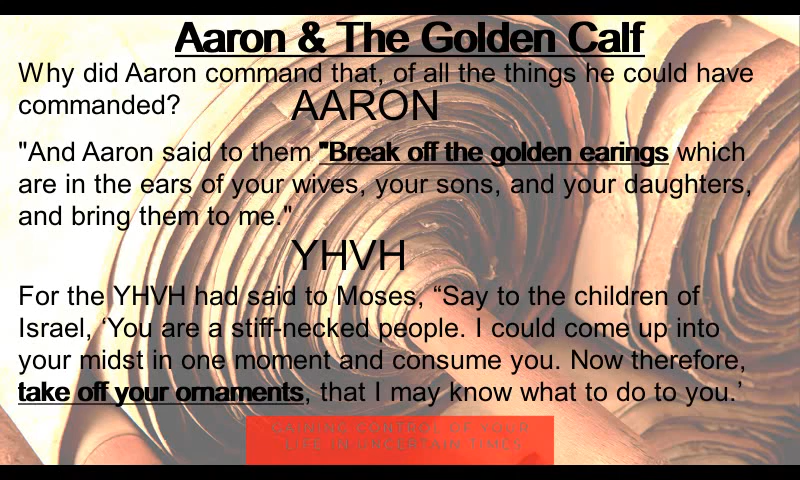 Aaron & The Golden Calf
Why did Aaron command that, of all the things he could have
commanded?
AARON
"And Aaron said to them "Break off the golden earings which
are in the ears of your wives, your sons, and your daughters,
and bring them to me."
YHVH
For the YHVH had said to Moses, “Say to the children of
Israel, ‘You are a stiff-necked people. I could come up into
your midst in one moment and consume you. Now therefore,
take off your ornaments, that I may know what to do to you.’
GAINING CONTROL OF YOUR
LIFE IN UNCERTAIN TIMES